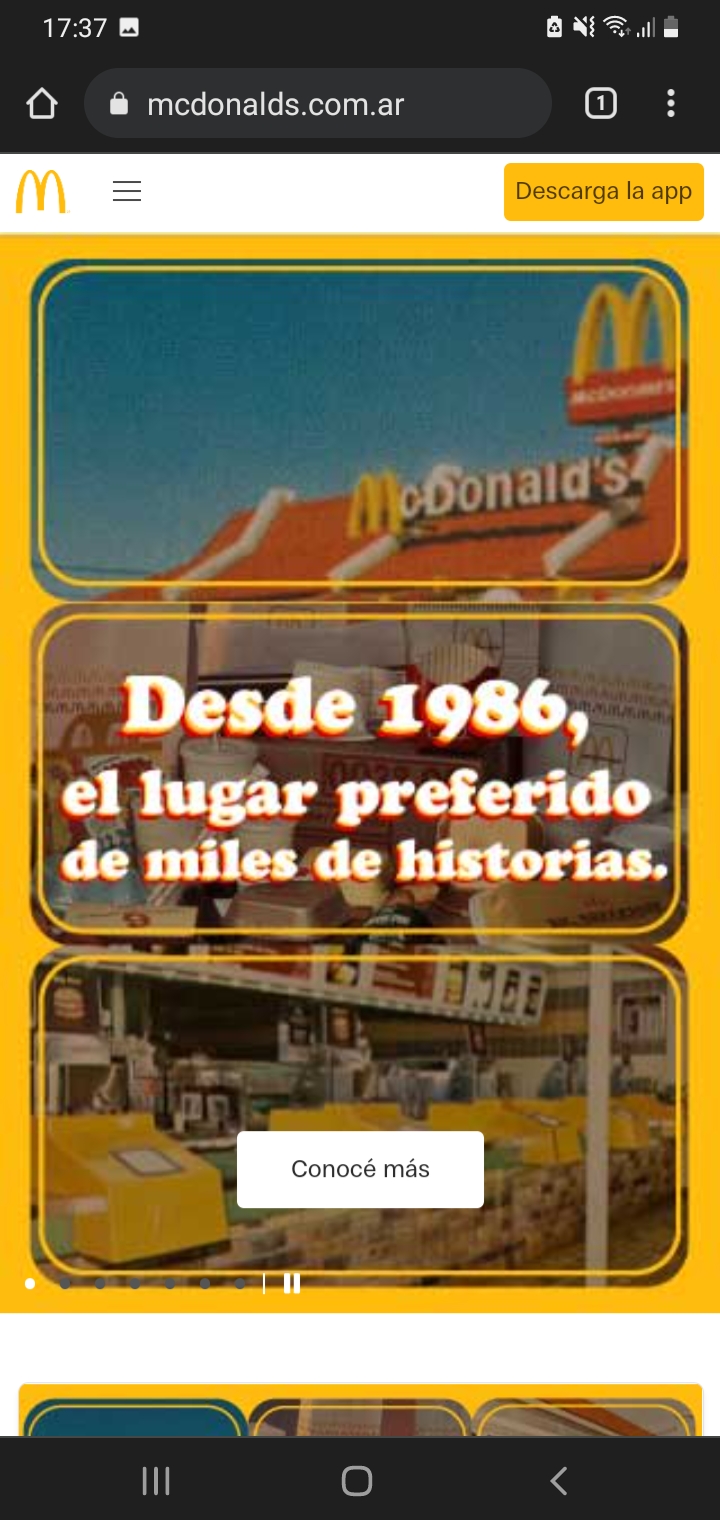 17:37
mcdonalds.com.ar
1
Descarga la app
McDonald's
McDonald's
Desde 1986,
el lugar preferido
de miles de historias.
Conocé más